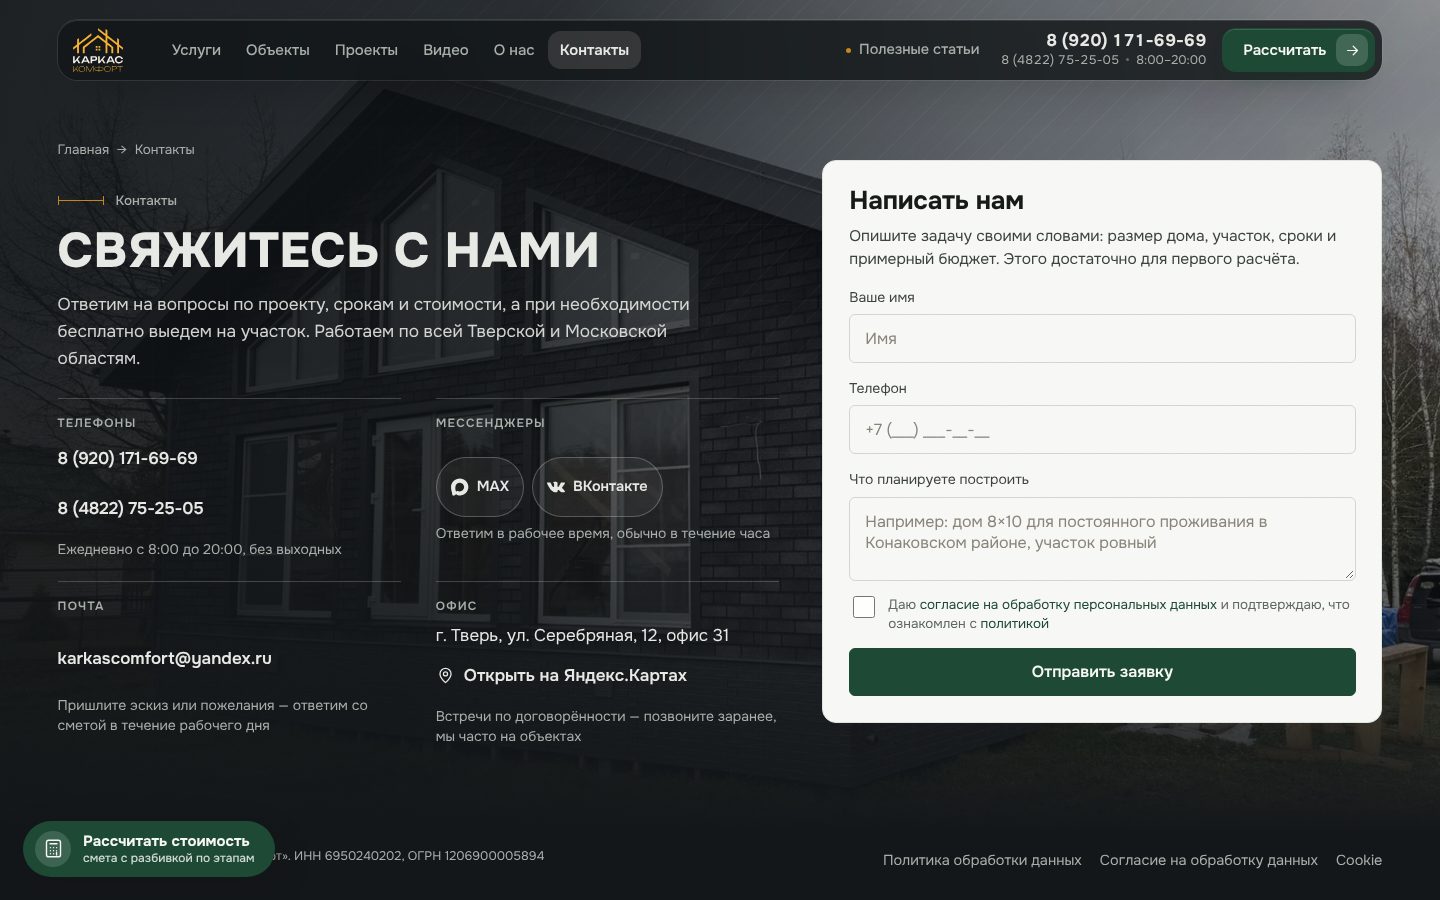 КАРКАС
КОМФОРТ
Услуги
Объекты
Проекты
Видео
О нас
Контакты
Полезные статьи
8 (920) 171-69-69
8 (4822) 75-25-05 • 8:00–20:00
Рассчитать →
Главная → Контакты
Контакты
СВЯЖИТЕСЬ С НАМИ
Ответим на вопросы по проекту, срокам и стоимости, а при необходимости
бесплатно выедем на участок. Работаем по всей Тверской и Московской
областям.
ТЕЛЕФОНЫ
8 (920) 171-69-69
8 (4822) 75-25-05
Ежедневно с 8:00 до 20:00, без выходных
МЕССЕНДЖЕРЫ
MAX
ВКонтакте
Ответим в рабочее время, обычно в течение часа
ПОЧТА
karkascomfort@yandex.ru
Пришлите эскиз или пожелания — ответим со
сметой в течение рабочего дня
ОФИС
г. Тверь, ул. Серебряная, 12, офис 31
Открыть на Яндекс.Картах
Встречи по договорённости — позвоните заранее,
мы часто на объектах
Написать нам
Опишите задачу своими словами: размер дома, участок, сроки и
примерный бюджет. Этого достаточно для первого расчёта.
Ваше имя
Имя
Телефон
+7 (___) ___-__-__
Что планируете построить
Например: дом 8×10 для постоянного проживания в
Конаковском районе, участок ровный
Даю согласие на обработку персональных данных и подтверждаю, что
ознакомлен с политикой
Отправить заявку
Рассчитать стоимость
смета с разбивкой по этапам
ИНН 6950240202, ОГРН 1206900005894
Политика обработки данных
Согласие на обработку данных
Cookie